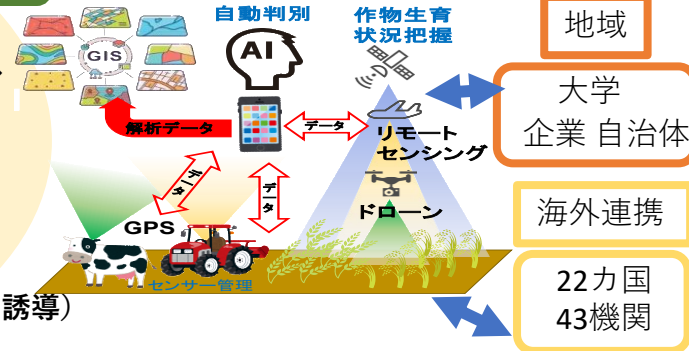 自動判別
作物生育
状況把握
地域
GIS
AI
大学
企業 自治体
解析データ
データ
リモート
センシング
データ
データ
ドローン
GPS
海外連携
センサー管理
22カ国
43機関
誘導)